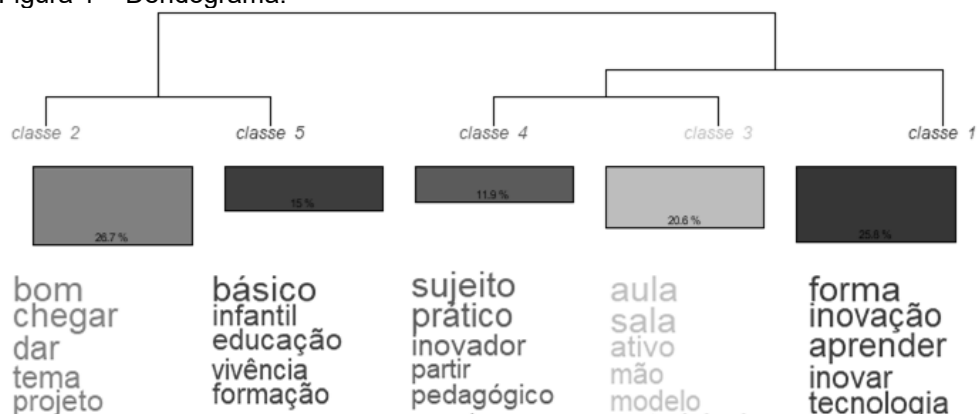 Figura 1 – Dendograma.
classe 2
classe 5
classe 4
classe 3
classe 1
26.7 %
15 %
11.9 %
20.6 %
25.8 %
bom
chegar
dar
tema
projeto
básico
infantil
educação
vivência
formação
sujeito
prático
inovador
partir
pedagógico
aula
sala
ativo
mão
modelo
forma
inovação
aprender
inovar
tecnologia